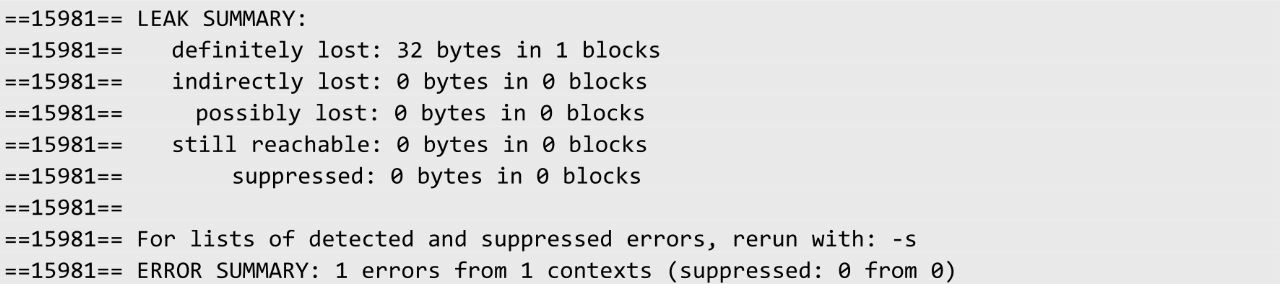 ==15981== LEAK SUMMARY:
==15981==    definitely lost: 32 bytes in 1 blocks
==15981==    indirectly lost: 0 bytes in 0 blocks
==15981==      possibly lost: 0 bytes in 0 blocks
==15981==    still reachable: 0 bytes in 0 blocks
==15981==         suppressed: 0 bytes in 0 blocks
==15981==
==15981== For lists of detected and suppressed errors, rerun with: -s
==15981== ERROR SUMMARY: 1 errors from 1 contexts (suppressed: 0 from 0)